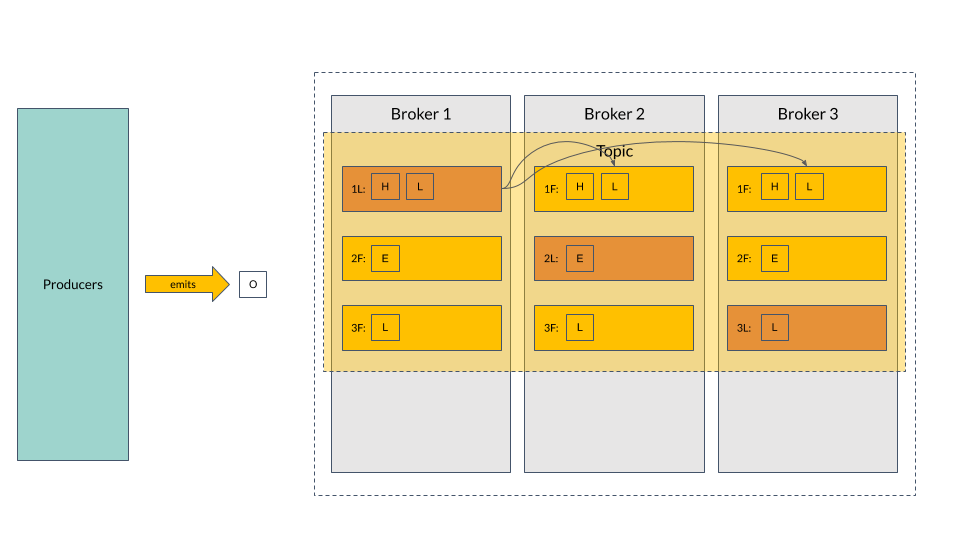 Broker 1
Broker 2
Broker 3
Topic
1L: H L
1F: H L
1F: H L
2F: E
2L: E
2F: E
Producers
emits
O
3F: L
3F: L
3L: L